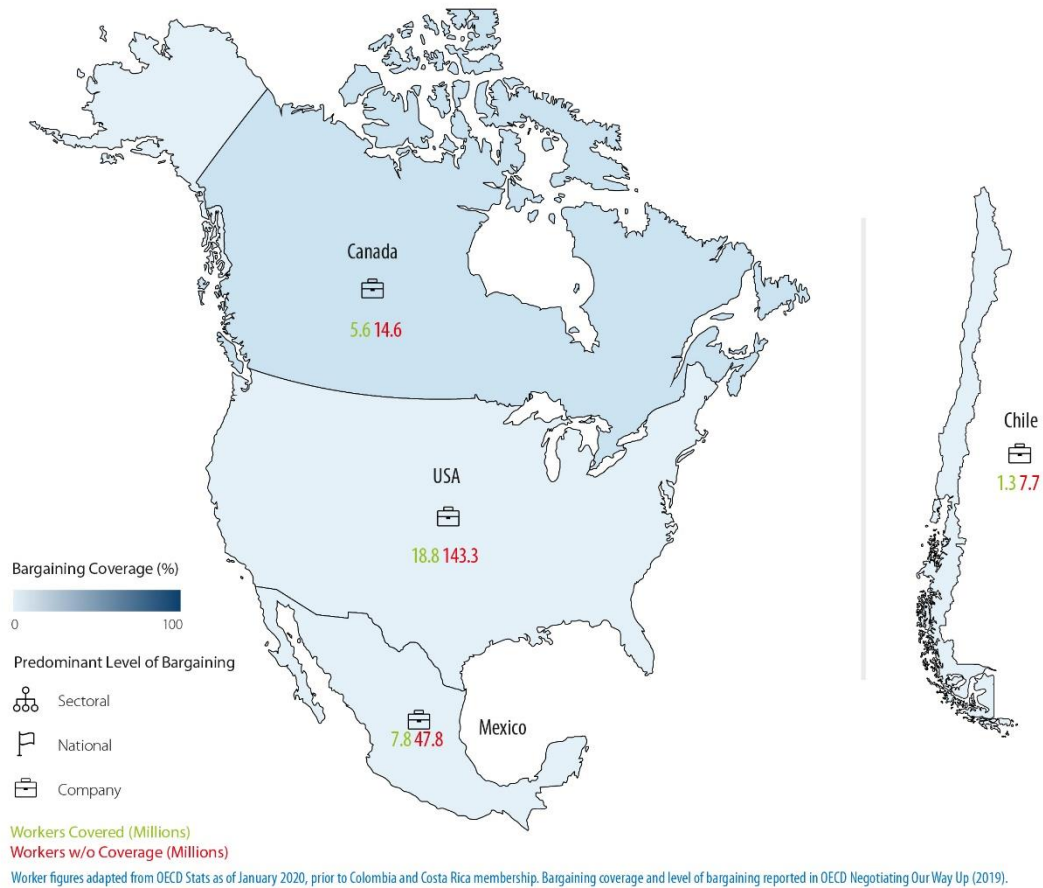 Canada
5.6 14.6
USA
18.8 143.3
Mexico
7.8 47.8
Chile
1.3 7.7
Bargaining Coverage (%)
0 100
Predominant Level of Bargaining
Sectoral
National
Company
Workers Covered (Millions)
Workers w/o Coverage (Millions)
Worker figures adapted from OECD Stats as of January 2020, prior to Colombia and Costa Rica membership. Bargaining coverage and level of bargaining reported in OECD Negotiating Our Way Up (2019).